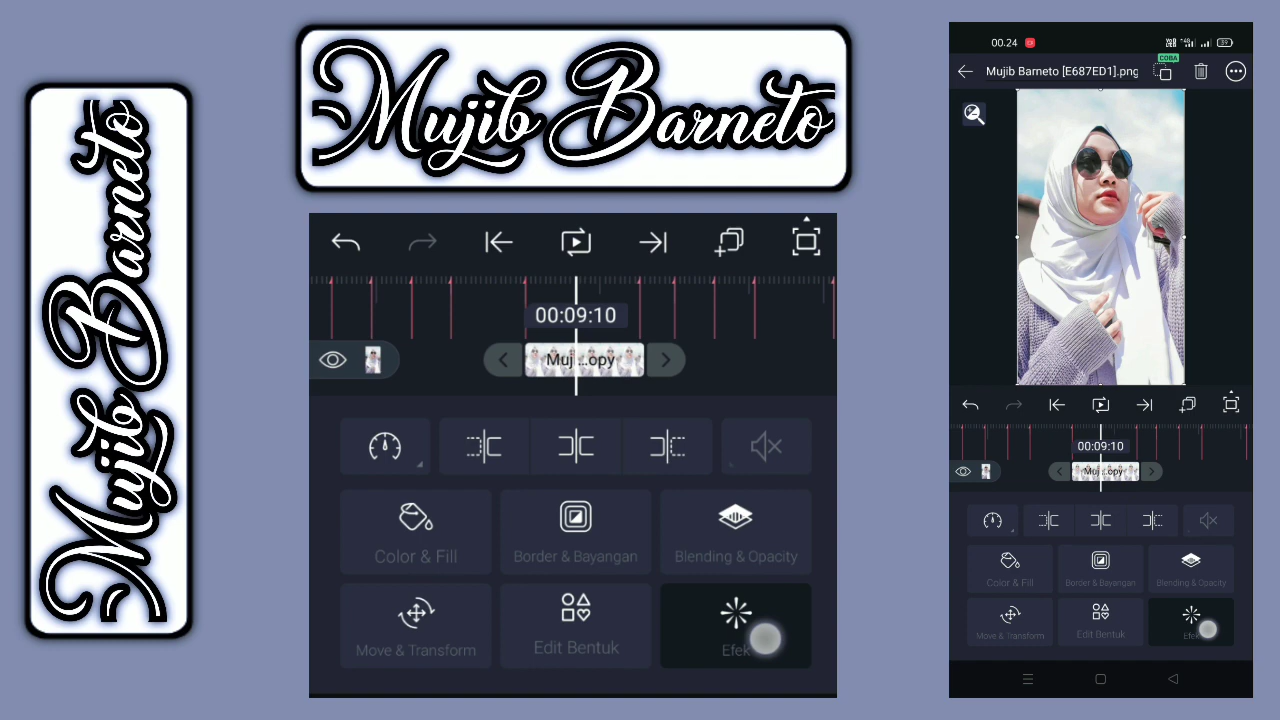 Mujib Barneto
Mujib Barneto
00:09:10
Muj...opy
Color & Fill
Border & Bayangan
Blending & Opacity
Move & Transform
Edit Bentuk
Efek
00.24
Mujib Barneto [E687ED1].png
COBA
00:09:10
Muj...opy
Color & Fill
Border & Bayangan
Blending & Opacity
Move & Transform
Edit Bentuk
Efek